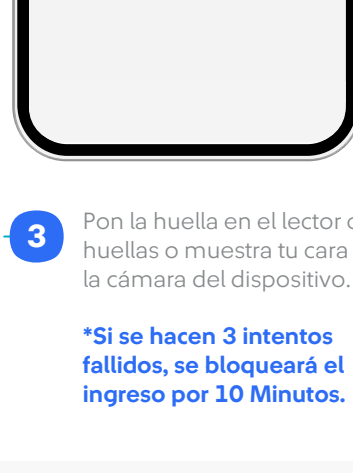 3
Pon la huella en el lector
huellas o muestra tu cara
la cámara del dispositivo.
*Si se hacen 3 intentos
fallidos, se bloqueará el
ingreso por 10 Minutos.